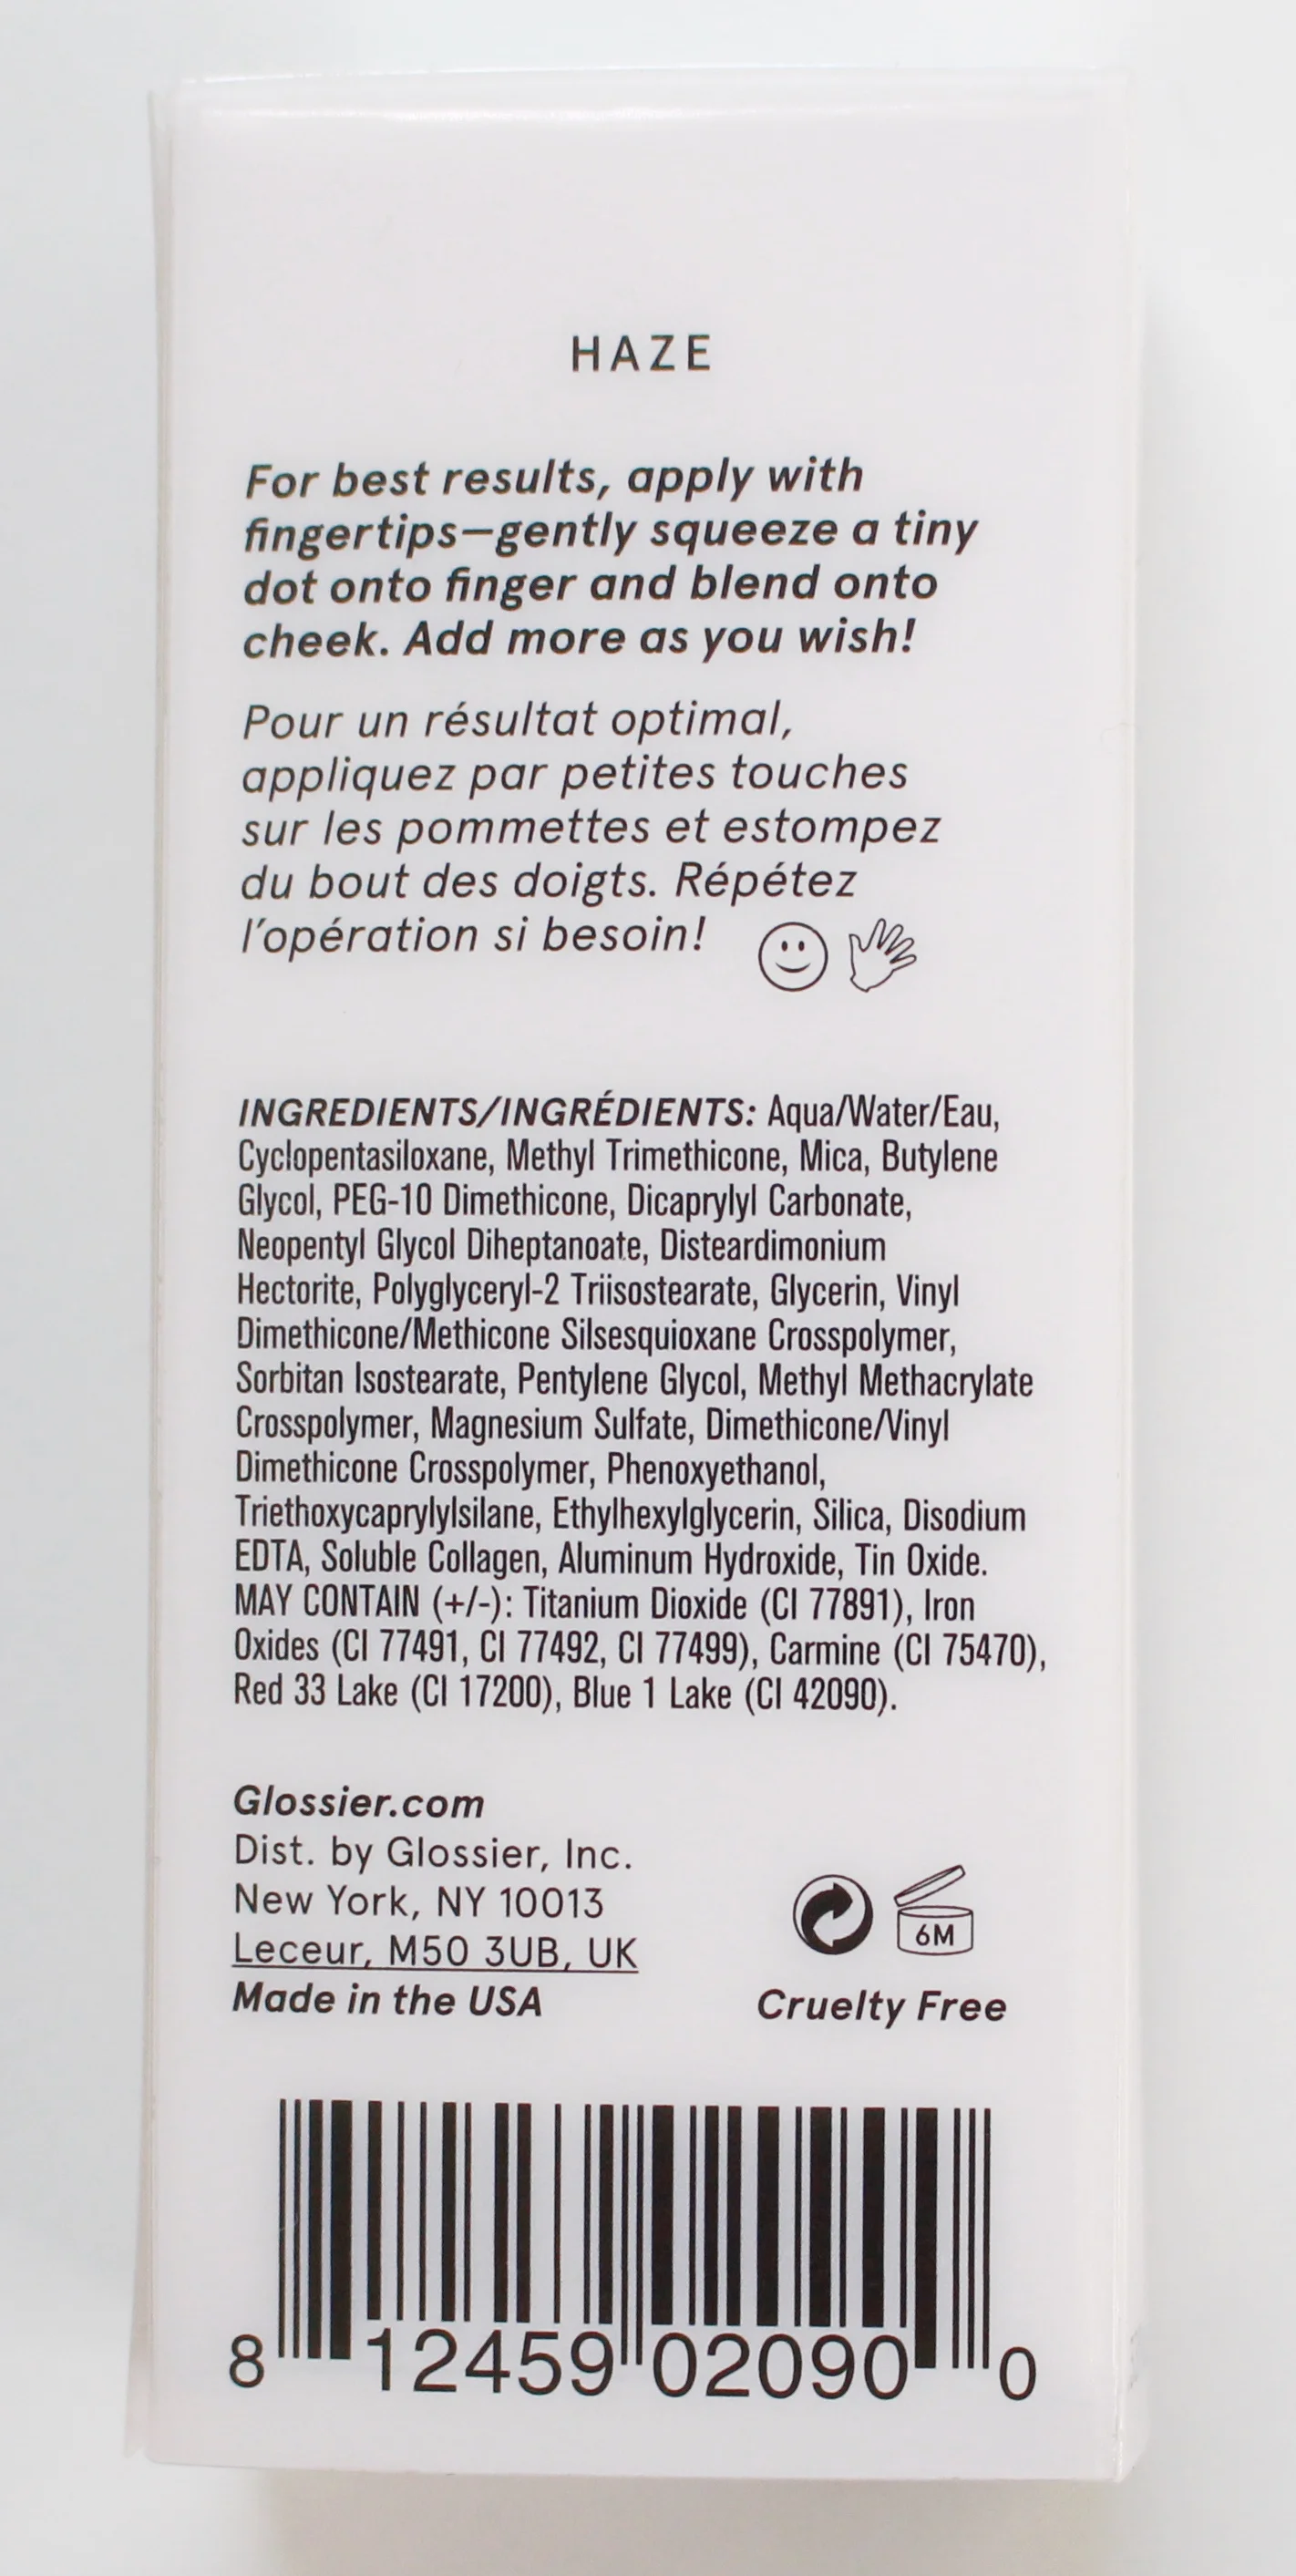 HAZE
For best results, apply with
fingertips—gently squeeze a tiny
dot onto finger and blend onto
cheek. Add more as you wish!
Pour un résultat optimal,
appliquez par petites touches
sur les pommettes et estompez
du bout des doigts. Répétez
l'opération si besoin!
INGREDIENTS/INGRÉDIENTS: Aqua/Water/Eau,
Cyclopentasiloxane, Methyl Trimethicone, Mica, Butylene
Glycol, PEG-10 Dimethicone, Dicaprylyl Carbonate,
Neopentyl Glycol Diheptanoate, Disteardimonium
Hectorite, Polyglyceryl-2 Triisostearate, Glycerin, Vinyl
Dimethicone/Methicone Silsesquioxane Crosspolymer,
Sorbitan Isostearate, Pentylene Glycol, Methyl Methacrylate
Crosspolymer, Magnesium Sulfate, Dimethicone/Vinyl
Dimethicone Crosspolymer, Phenoxyethanol,
Triethoxycaprylylsilane, Ethylhexylglycerin, Silica, Disodium
EDTA, Soluble Collagen, Aluminum Hydroxide, Tin Oxide.
MAY CONTAIN (+/-): Titanium Dioxide (CI 77891), Iron
Oxides (CI 77491, CI 77492, CI 77499), Carmine (CI 75470),
Red 33 Lake (CI 17200), Blue 1 Lake (CI 42090).
Glossier.com
Dist. by Glossier, Inc.
New York, NY 10013
Leceur, M50 3UB, UK
Made in the USA
6M
Cruelty Free
8 12459 02090 0